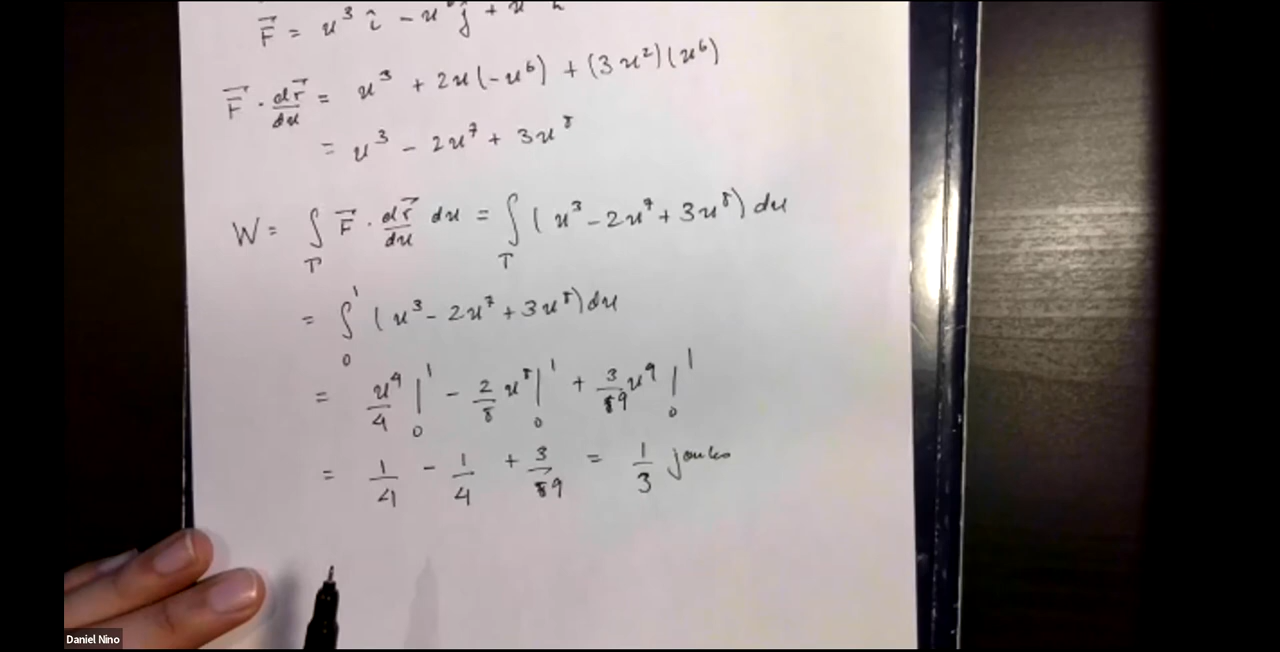 F⃗ = u³ î − u⁶ ĵ + u
F⃗ · dr⃗/du = u³ + 2u(−u⁶) + (3u²)(u⁶)
= u³ − 2u⁷ + 3u⁸
W = ∫_T F⃗ · dr⃗/du du = ∫_T (u³ − 2u⁷ + 3u⁸) du
= ∫₀¹ (u³ − 2u⁷ + 3u⁸) du
= u⁴/4 |₀¹ − 2/8 u⁸ |₀¹ + 3/9 u⁹ |₀¹
= 1/4 − 1/4 + 3/9 = 1/3 joules
Daniel Nino